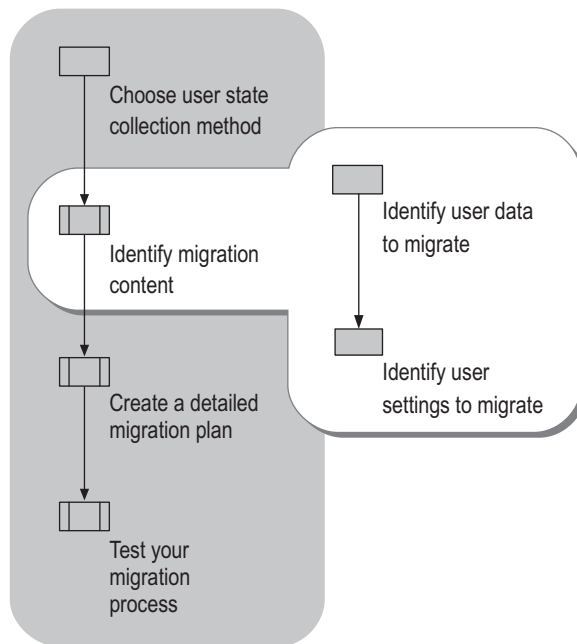 Choose user state
collection method
Identify migration
content
Create a detailed
migration plan
Test your
migration
process
Identify user data
to migrate
Identify user
settings to migrate